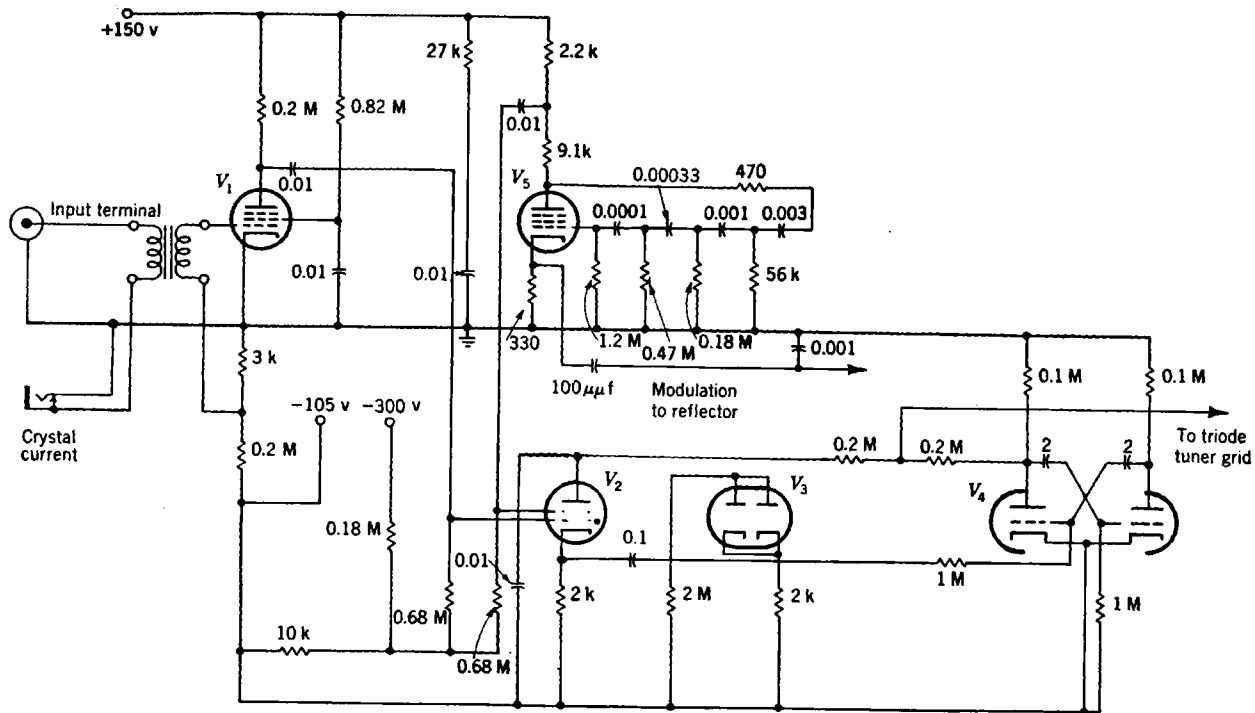 +150 v
27 k
2.2 k
0.2 M
0.82 M
0.01
9.1k
V1
0.01
V5
0.00033
470
Input terminal
0.0001
0.001
0.003
0.01
0.01
56 k
3 k
330
1.2 M
0.47 M
0.18 M
0.001
100 μμf
Modulation
to reflector
0.1 M
0.1 M
Crystal
current
−105 v
−300 v
0.2 M
To triode
tuner grid
0.2 M
0.2 M
2
2
V2
V3
V4
0.18 M
0.01
0.1
1 M
0.68 M
2 k
2 M
2 k
1 M
10 k
0.68 M